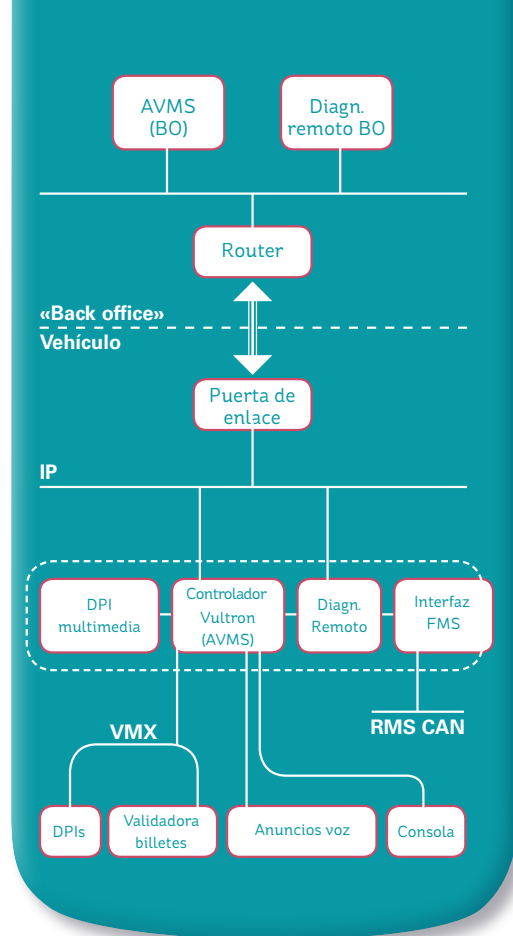 AVMS
(BO)
Diagn.
remoto BO
Router
«Back office»
Vehículo
Puerta de
enlace
IP
DPI
multimedia
Controlador
Vultron
(AVMS)
Diagn.
Remoto
Interfaz
FMS
VMX
RMS CAN
DPIs
Validadora
billetes
Anuncios voz
Consola